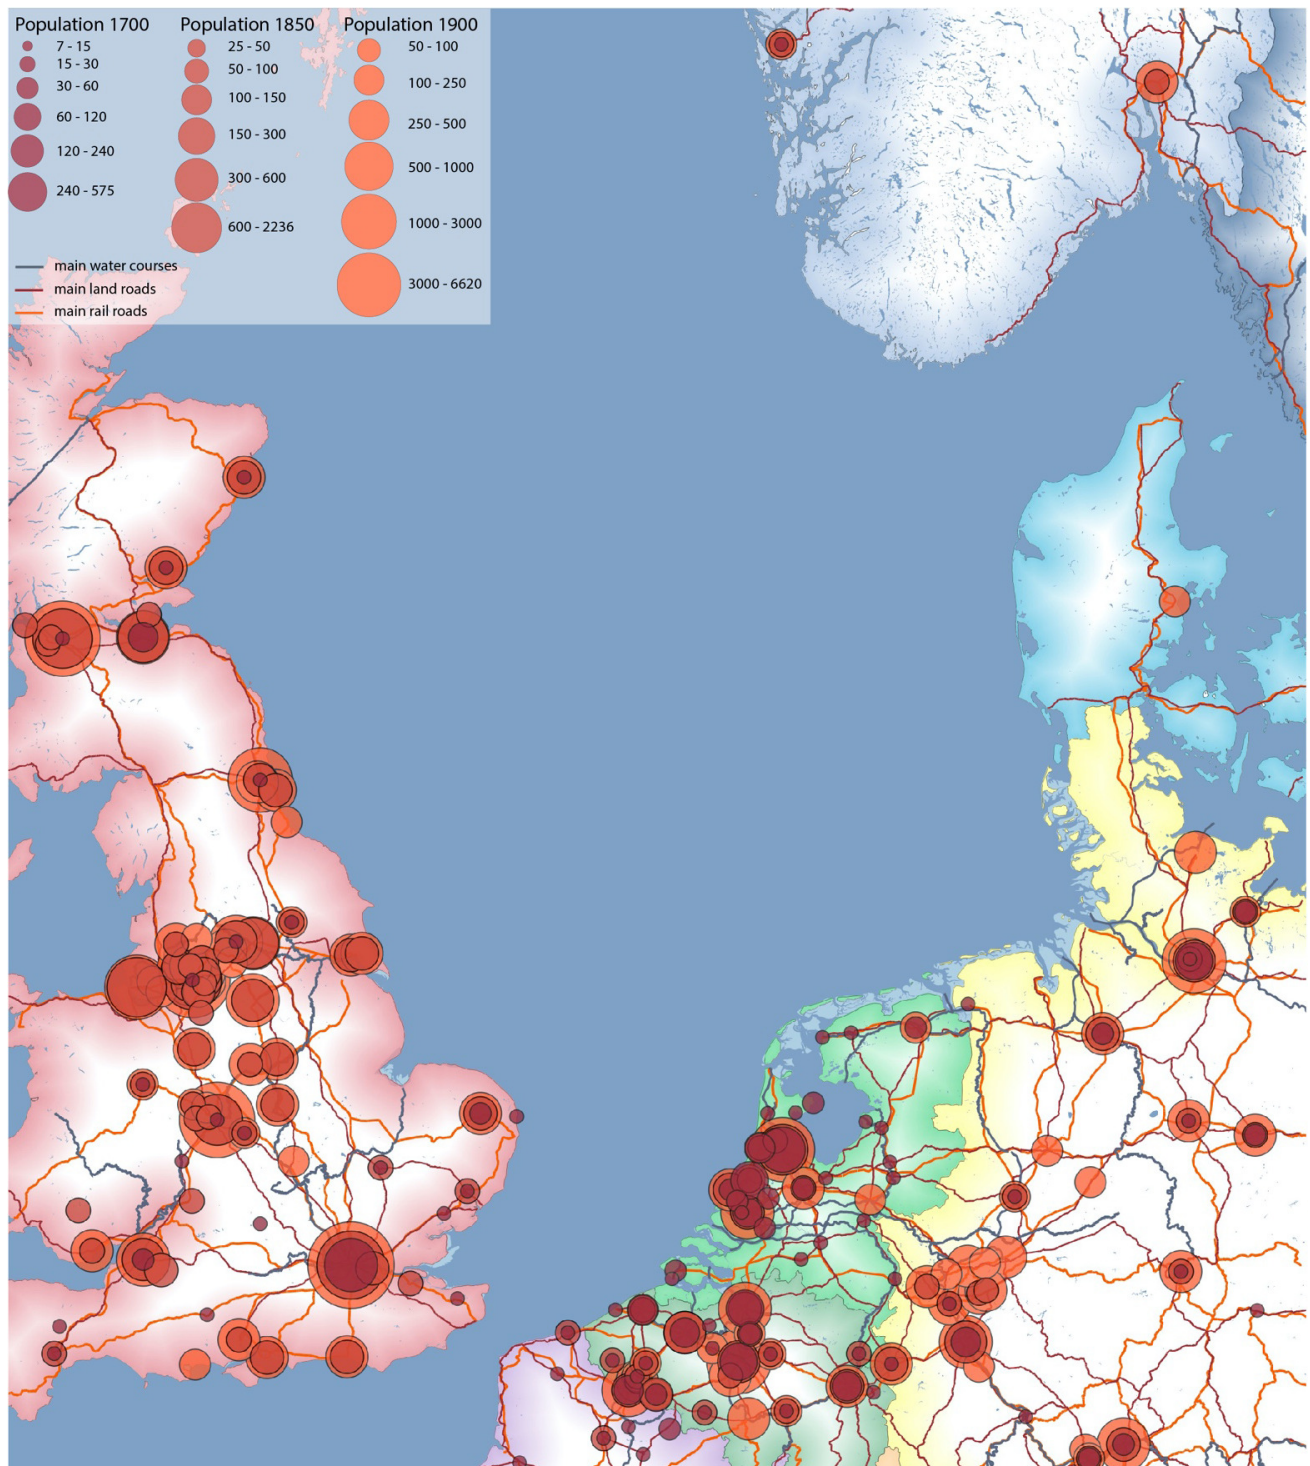 Population 1700
7 - 15
15 - 30
30 - 60
60 - 120
120 - 240
240 - 575
Population 1850
25 - 50
50 - 100
100 - 150
150 - 300
300 - 600
600 - 2236
Population 1900
50 - 100
100 - 250
250 - 500
500 - 1000
1000 - 3000
3000 - 6620
main water courses
main land roads
main rail roads